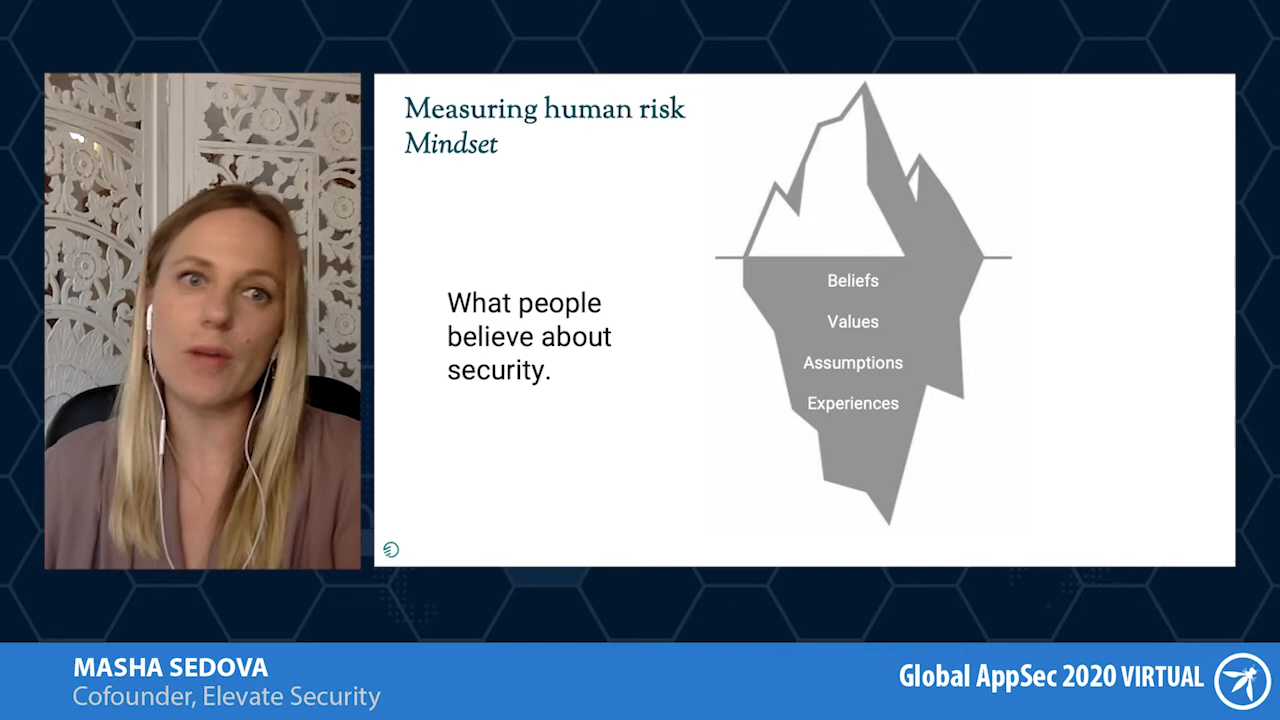 Measuring human risk
Mindset
What people
believe about
security.
Beliefs
Values
Assumptions
Experiences
MASHA SEDOVA
Cofounder, Elevate Security
Global AppSec 2020 VIRTUAL